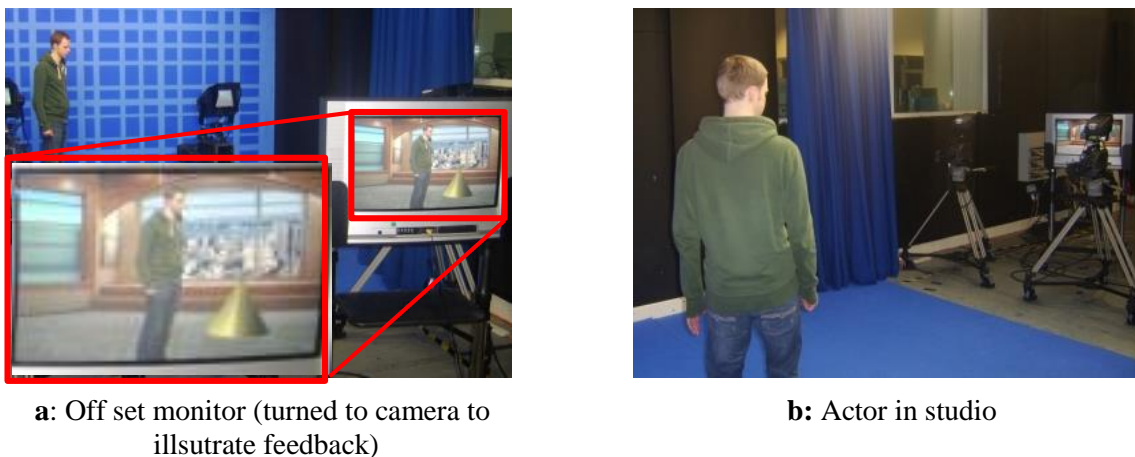 a: Off set monitor (turned to camera to
illsutrate feedback)
b: Actor in studio